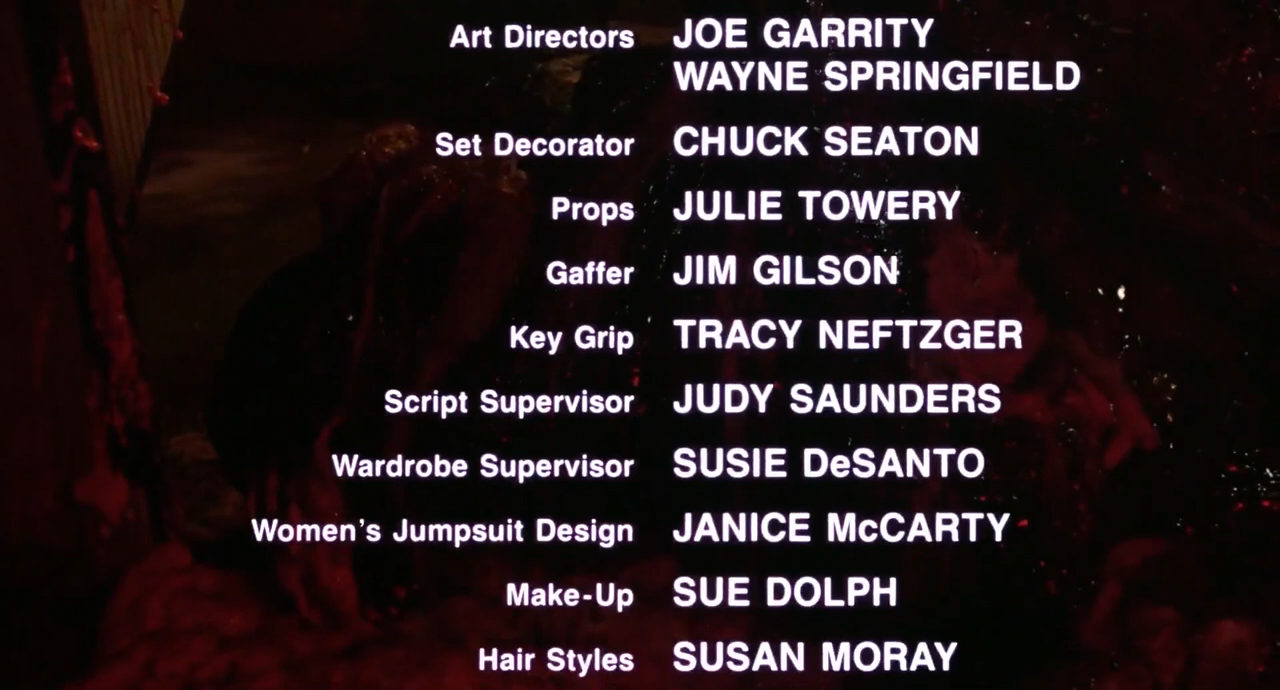 Art Directors JOE GARRITY
WAYNE SPRINGFIELD
Set Decorator CHUCK SEATON
Props JULIE TOWERY
Gaffer JIM GILSON
Key Grip TRACY NEFTZGER
Script Supervisor JUDY SAUNDERS
Wardrobe Supervisor SUSIE DeSANTO
Women's Jumpsuit Design JANICE McCARTY
Make-Up SUE DOLPH
Hair Styles SUSAN MORAY